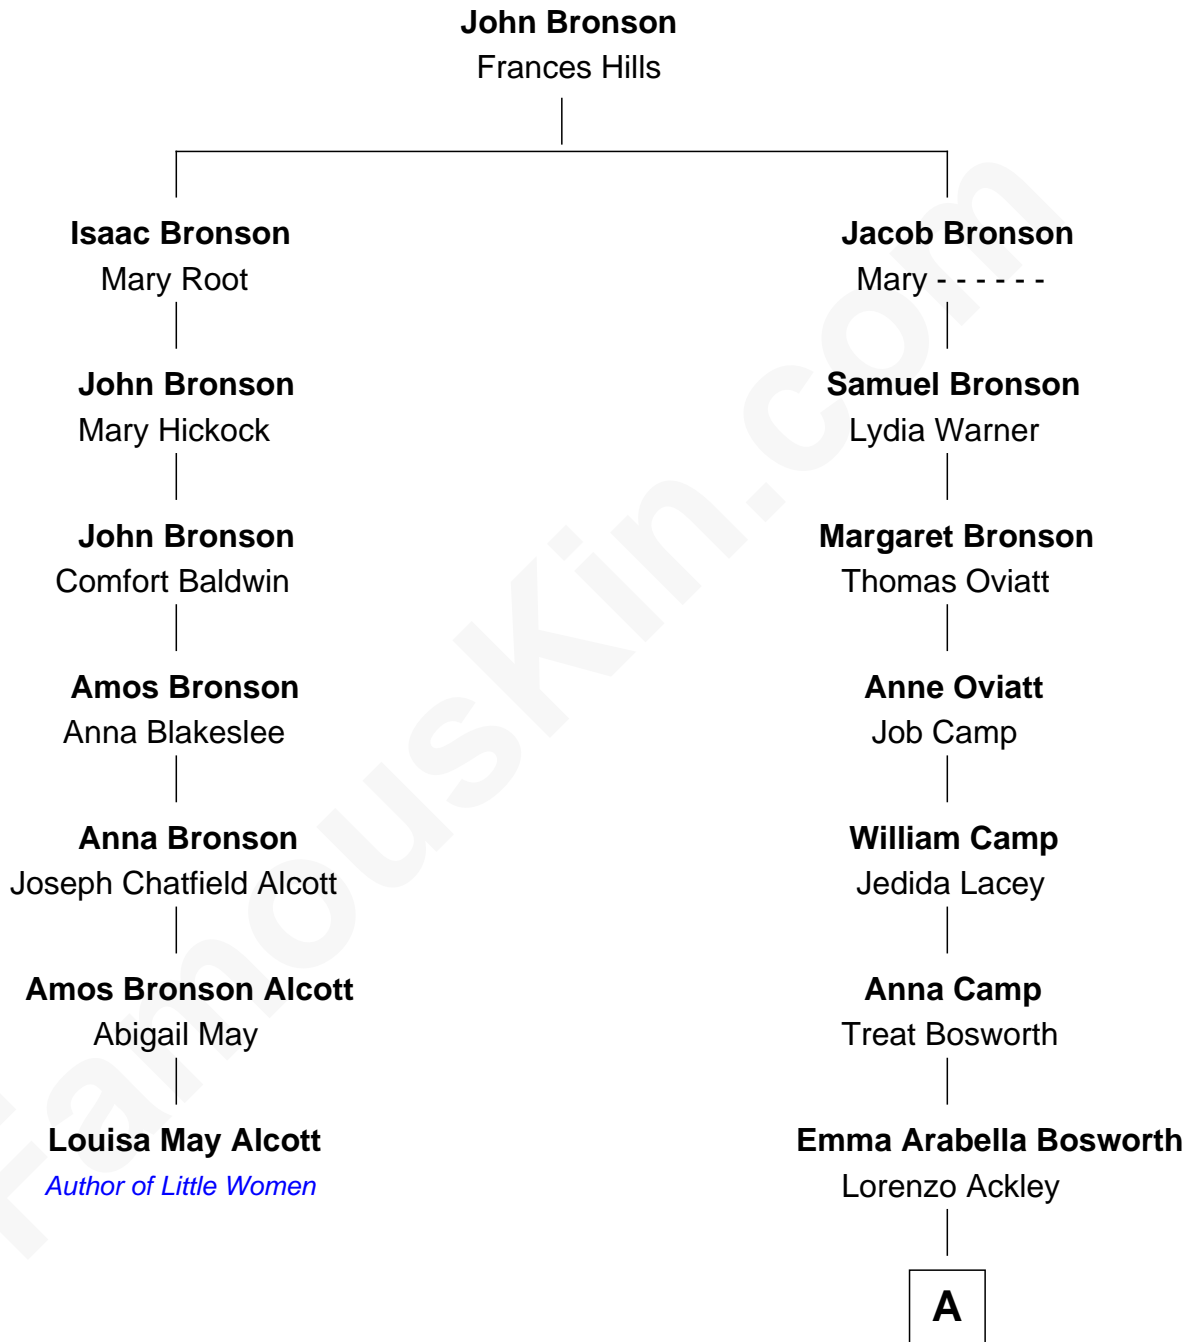 John Bronson
Frances Hills
Isaac Bronson
Mary Root
Jacob Bronson
Mary - - - - - -
John Bronson
Mary Hickock
Samuel Bronson
Lydia Warner
John Bronson
Comfort Baldwin
Margaret Bronson
Thomas Oviatt
Amos Bronson
Anna Blakeslee
Anne Oviatt
Job Camp
Anna Bronson
Joseph Chatfield Alcott
William Camp
Jedida Lacey
Amos Bronson Alcott
Abigail May
Anna Camp
Treat Bosworth
Louisa May Alcott
Author of Little Women
Emma Arabella Bosworth
Lorenzo Ackley
A
FamousKin.com